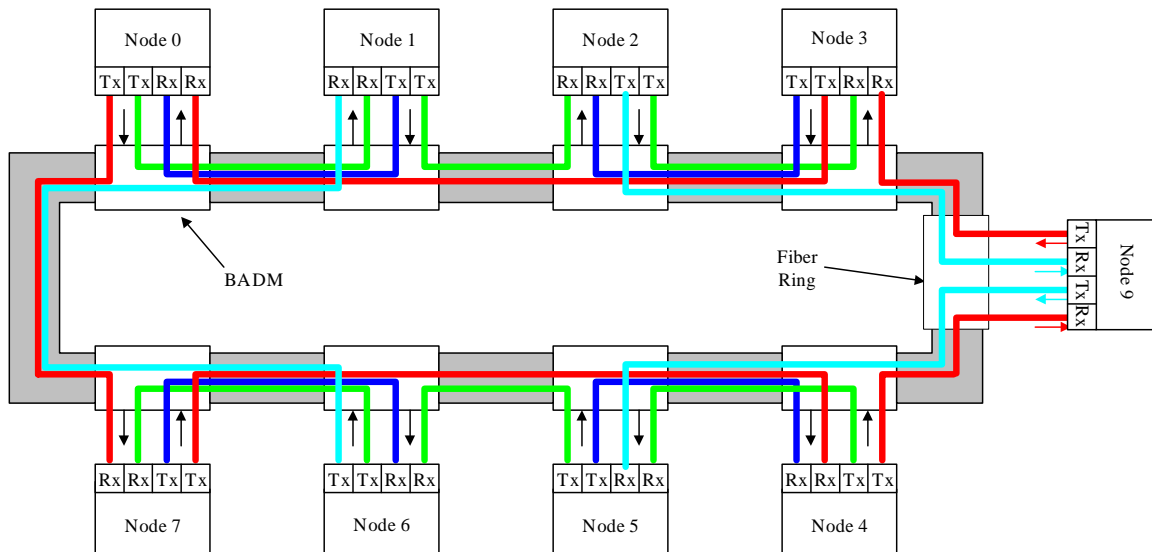 Node 0
Node 1
Node 2
Node 3
Tx Tx Rx Rx
Rx Rx Tx Tx
Rx Rx Tx Tx
Tx Tx Rx Rx
BADM
Fiber
Ring
Tx
Rx
Tx
Rx
Node 9
Rx Rx Tx Tx
Tx Tx Rx Rx
Tx Tx Rx Rx
Rx Rx Tx Tx
Node 7
Node 6
Node 5
Node 4